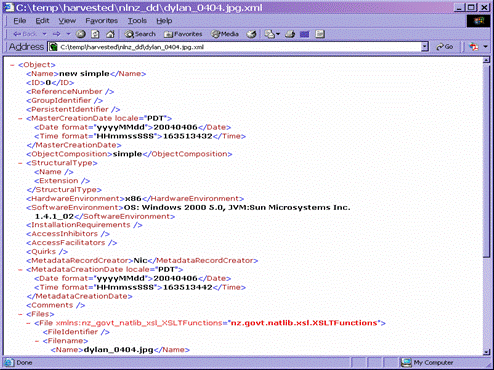 C:\temp\harvested\nlnz_dd\dylan_0404.jpg.xml
File Edit View Favorites Tools Help
Back Search Favorites Media
Address C:\temp\harvested\nlnz_dd\dylan_0404.jpg.xml Go
- <Object>
<Name>new simple</Name>
<ID>0</ID>
<ReferenceNumber />
<GroupIdentifier />
<PersistentIdentifier />
- <MasterCreationDate locale="PDT">
<Date format="yyyyMMdd">20040406</Date>
<Time format="HHmmssSSS">163513432</Time>
</MasterCreationDate>
<ObjectComposition>simple</ObjectComposition>
- <StructuralType>
<Name />
<Extension />
</StructuralType>
<HardwareEnvironment>x86</HardwareEnvironment>
<SoftwareEnvironment>OS: Windows 2000 5.0, JVM:Sun Microsystems Inc.
1.4.1_02</SoftwareEnvironment>
<InstallationRequirements />
<AccessInhibitors />
<AccessFacilitators />
<Quirks />
<MetadataRecordCreator>Nic</MetadataRecordCreator>
- <MetadataCreationDate locale="PDT">
<Date format="yyyyMMdd">20040406</Date>
<Time format="HHmmssSSS">163513442</Time>
</MetadataCreationDate>
<Comments />
- <Files>
- <File xmlns:nz_govt_natlib_xsl_XSLTFunctions="nz.govt.natlib.xsl.XSLTFunctions">
<FileIdentifier />
- <Filename>
<Name>dylan_0404.jpg</Name>
Done My Computer